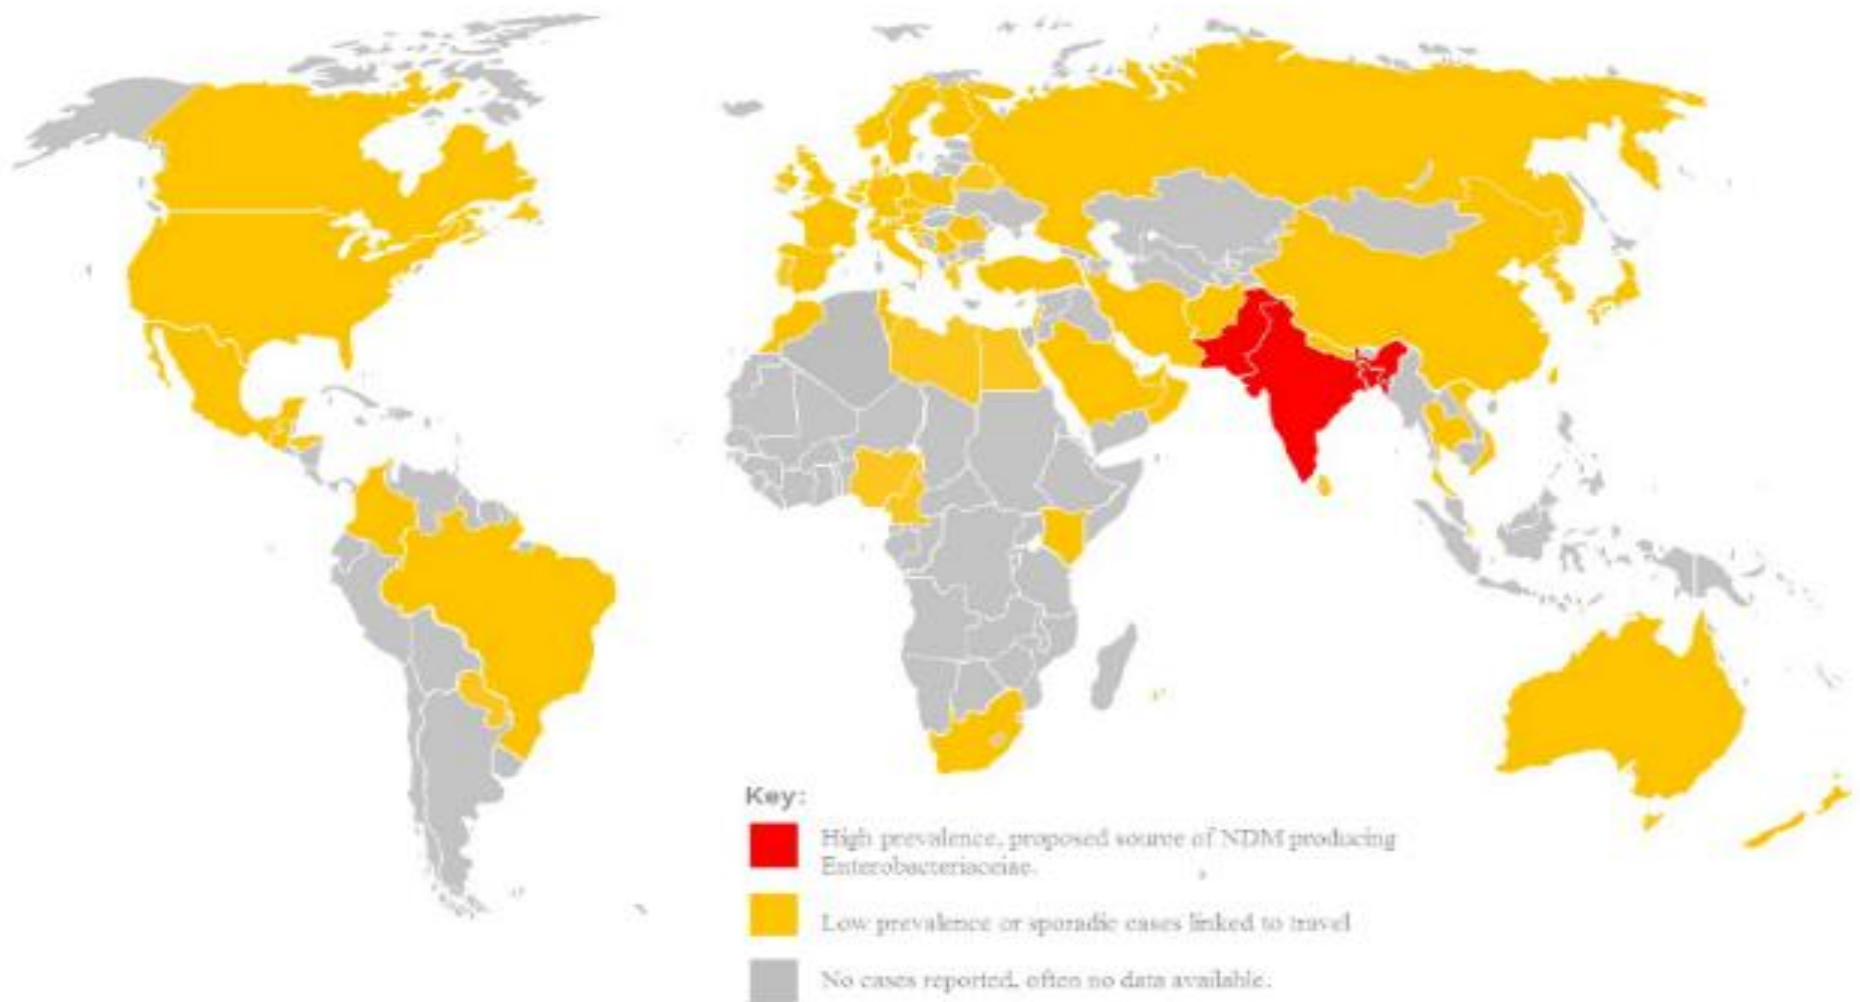 Key:
High prevalence, proposed source of NDM producing
Enterobacteriaceiae.
Low prevalence or sporadic cases linked to travel
No cases reported, often no data available.